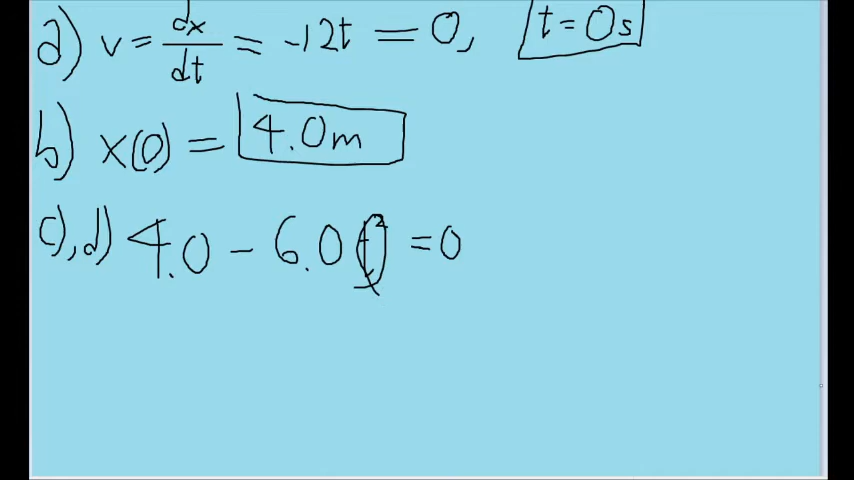 a) v = dx/dt = -12t = 0, t = 0s
b) x(0) = 4.0m
c), d) 4.0 - 6.0 t² = 0